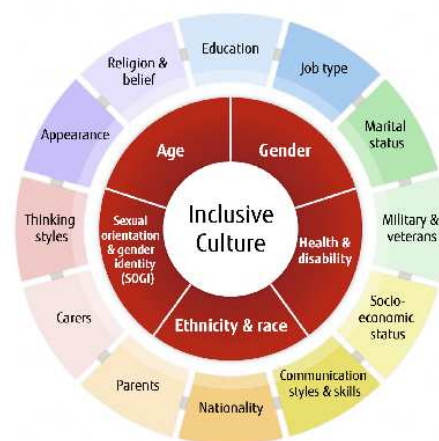 Education
Job type
Marital
status
Military &
veterans
Socio-
economic
status
Communication
styles & skills
Nationality
Parents
Carers
Thinking
styles
Appearance
Religion &
belief
Age
Gender
Health &
disability
Ethnicity & race
Sexual
orientation
& gender
identity
(SOGI)
Inclusive
Culture